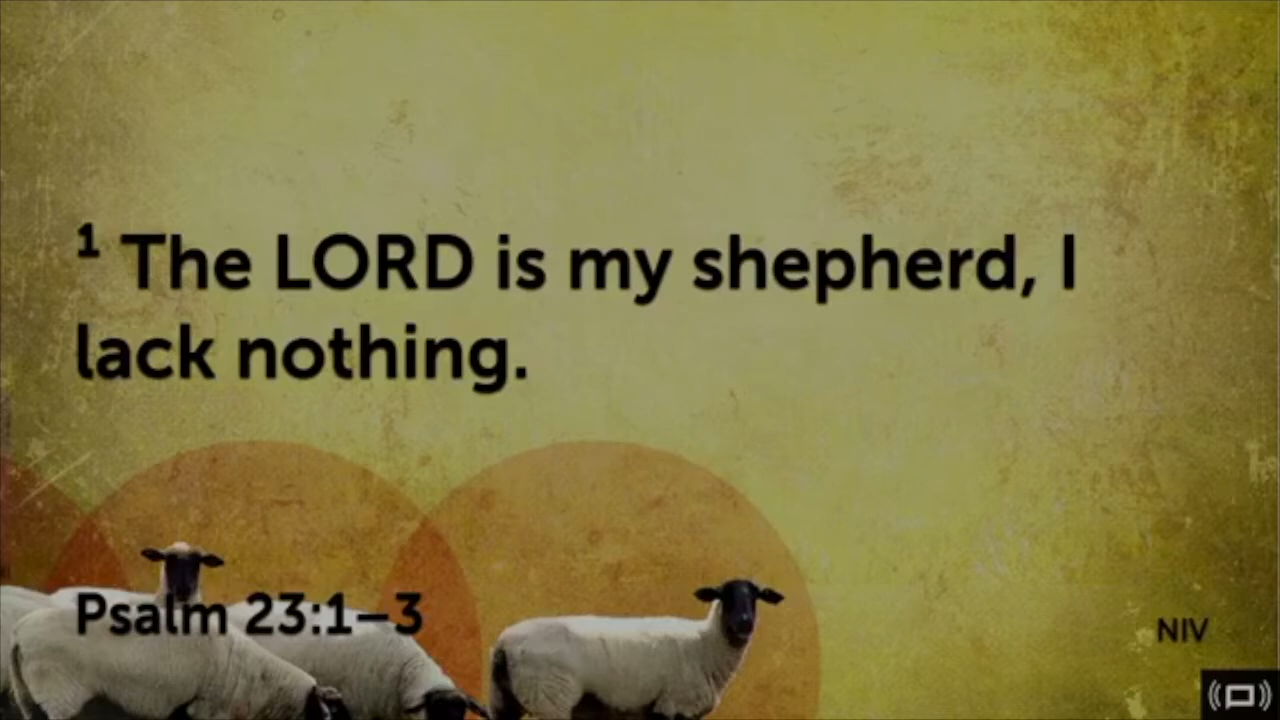 ¹ The LORD is my shepherd, I
lack nothing.
Psalm 23:1–3
NIV